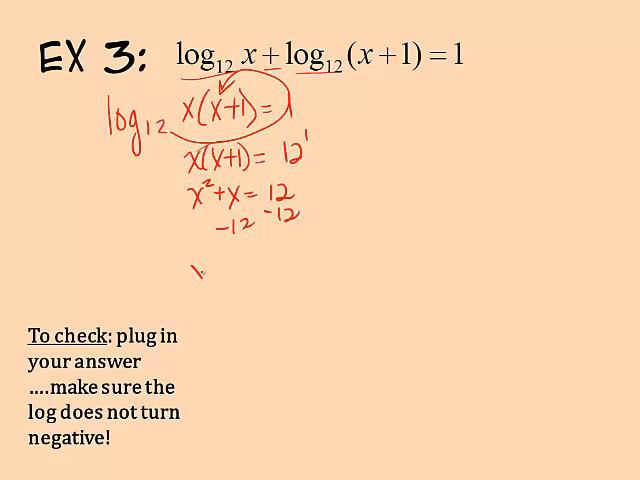 EX 3: log₁₂ x + log₁₂ (x + 1) = 1
log₁₂ x(x+1) = 1
x(x+1) = 12¹
x² + x = 12
-12 -12
To check: plug in
your answer
....make sure the
log does not turn
negative!